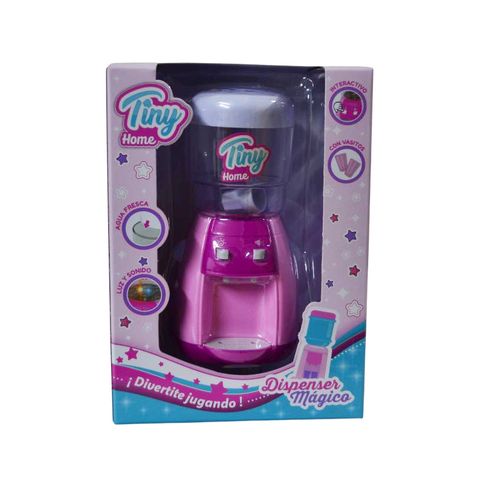 Tiny
Home
Tiny
Home
INTERACTIVO
CON VASITOS
AGUA FRESCA
LUZ Y SONIDO
¡Divertite jugando!
Dispenser
Mágico